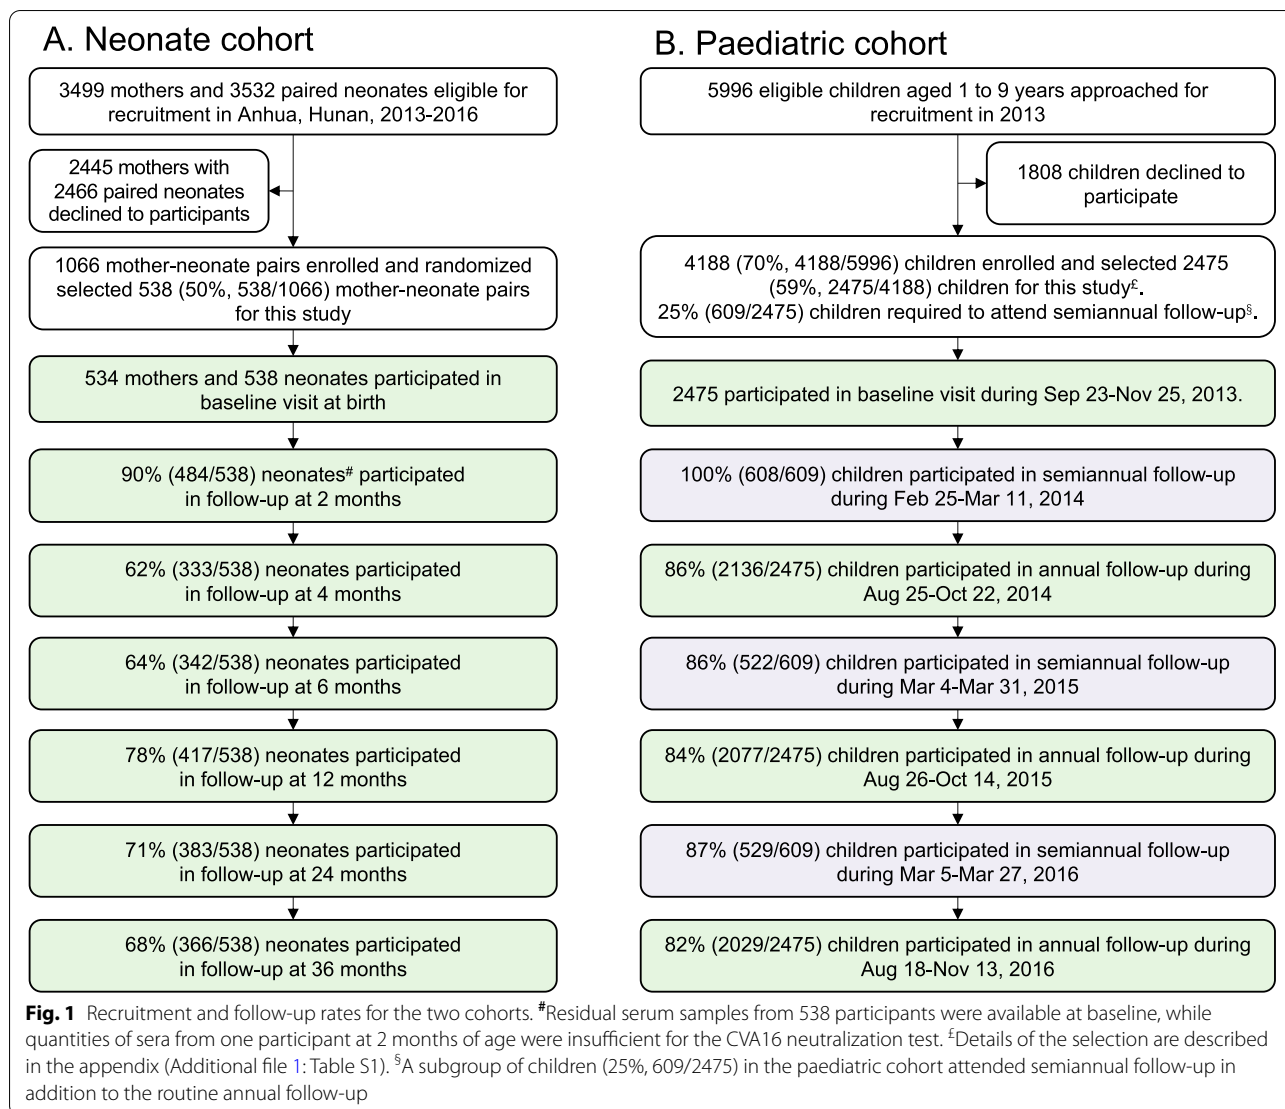 A. Neonate cohort
3499 mothers and 3532 paired neonates eligible for
recruitment in Anhua, Hunan, 2013-2016
2445 mothers with
2466 paired neonates
declined to participants
1066 mother-neonate pairs enrolled and randomized
selected 538 (50%, 538/1066) mother-neonate pairs
for this study
534 mothers and 538 neonates participated in
baseline visit at birth
90% (484/538) neonates# participated
in follow-up at 2 months
62% (333/538) neonates participated
in follow-up at 4 months
64% (342/538) neonates participated
in follow-up at 6 months
78% (417/538) neonates participated
in follow-up at 12 months
71% (383/538) neonates participated
in follow-up at 24 months
68% (366/538) neonates participated
in follow-up at 36 months
B. Paediatric cohort
5996 eligible children aged 1 to 9 years approached for
recruitment in 2013
1808 children declined to
participate
4188 (70%, 4188/5996) children enrolled and selected 2475
(59%, 2475/4188) children for this study£.
25% (609/2475) children required to attend semiannual follow-up§.
2475 participated in baseline visit during Sep 23-Nov 25, 2013.
100% (608/609) children participated in semiannual follow-up
during Feb 25-Mar 11, 2014
86% (2136/2475) children participated in annual follow-up during
Aug 25-Oct 22, 2014
86% (522/609) children participated in semiannual follow-up
during Mar 4-Mar 31, 2015
84% (2077/2475) children participated in annual follow-up during
Aug 26-Oct 14, 2015
87% (529/609) children participated in semiannual follow-up
during Mar 5-Mar 27, 2016
82% (2029/2475) children participated in annual follow-up during
Aug 18-Nov 13, 2016
Fig. 1 Recruitment and follow-up rates for the two cohorts. #Residual serum samples from 538 participants were available at baseline, while
quantities of sera from one participant at 2 months of age were insufficient for the CVA16 neutralization test. £Details of the selection are described
in the appendix (Additional file 1: Table S1). §A subgroup of children (25%, 609/2475) in the paediatric cohort attended semiannual follow-up in
addition to the routine annual follow-up